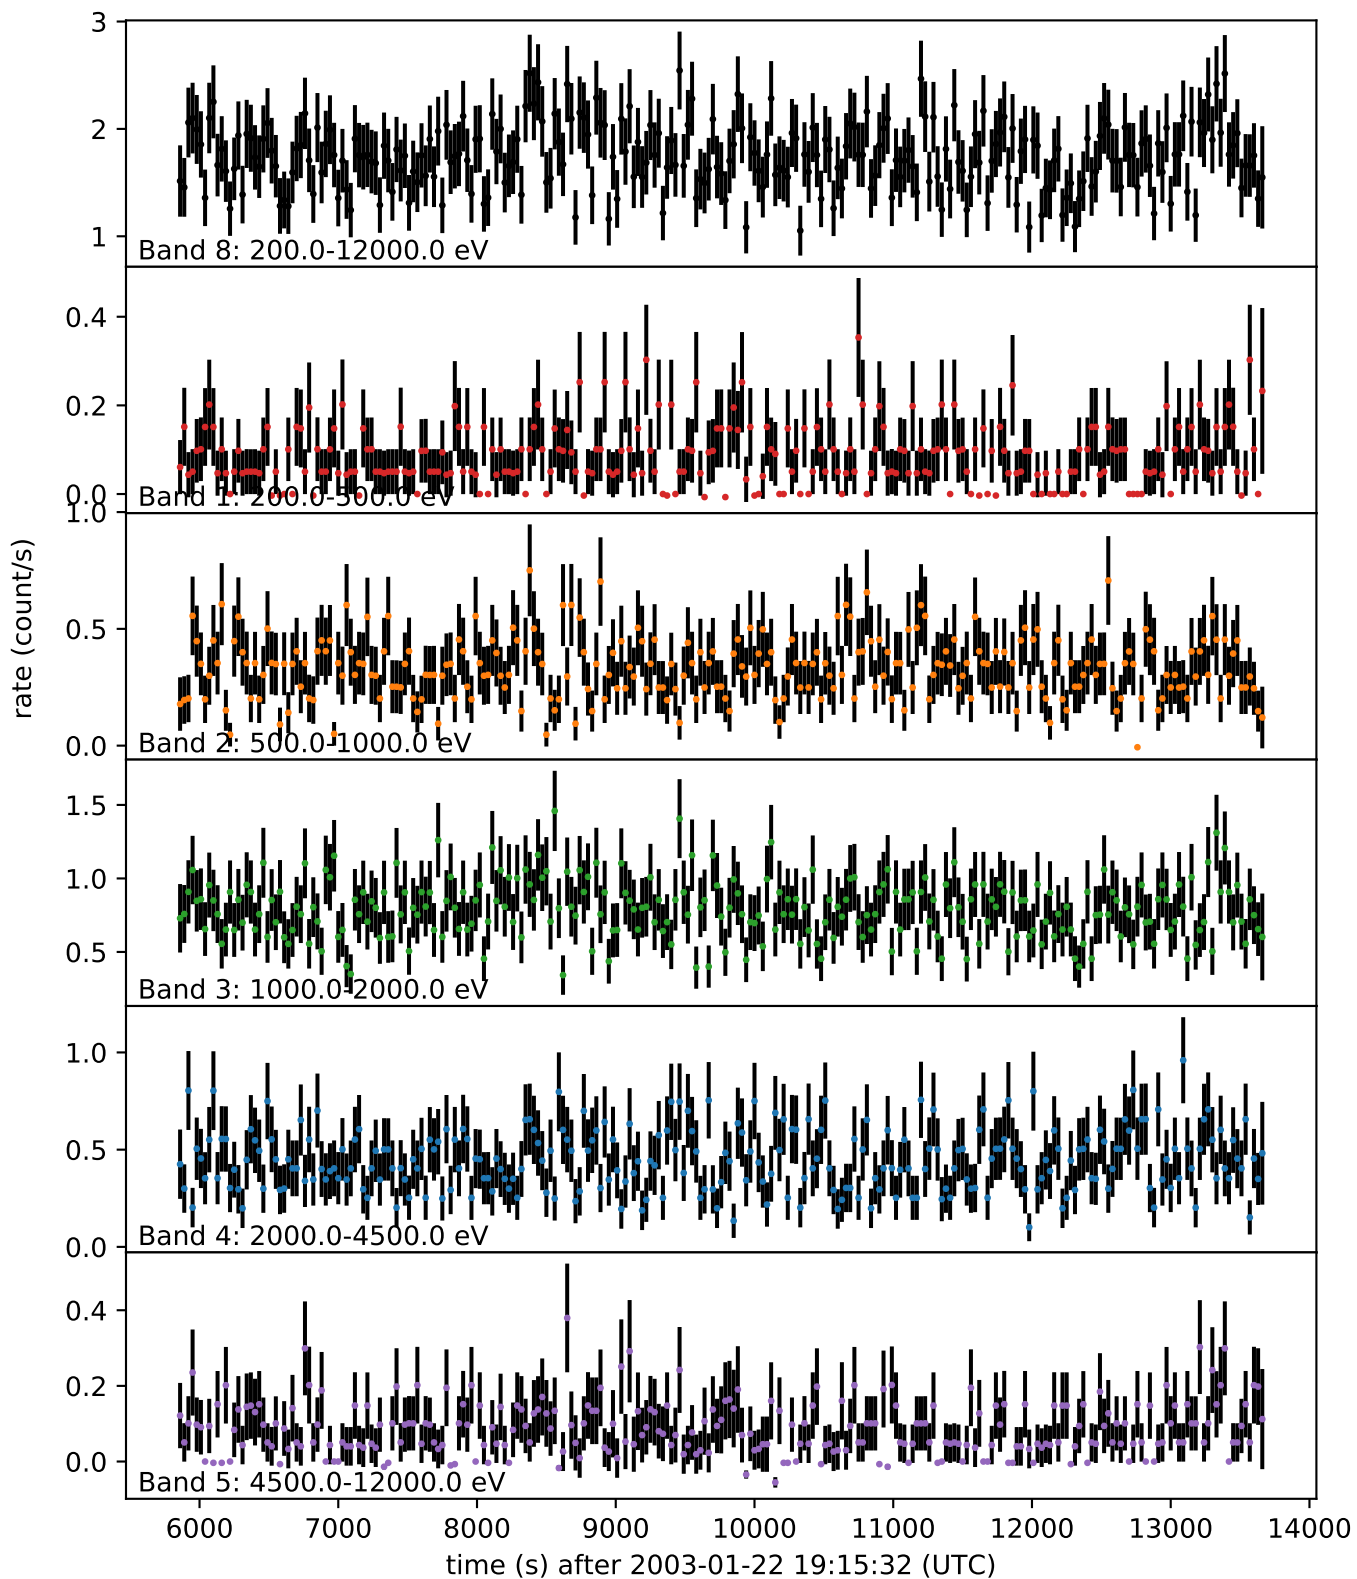 3
2
1
Band 8: 200.0-12000.0 eV
0.4
0.2
0.0
Band 1: 200.0-500.0 eV
1.0
0.5
0.0
Band 2: 500.0-1000.0 eV
rate (count/s)
1.5
1.0
0.5
Band 3: 1000.0-2000.0 eV
1.0
0.5
0.0
Band 4: 2000.0-4500.0 eV
0.4
0.2
0.0
Band 5: 4500.0-12000.0 eV
6000 7000 8000 9000 10000 11000 12000 13000 14000
time (s) after 2003-01-22 19:15:32 (UTC)